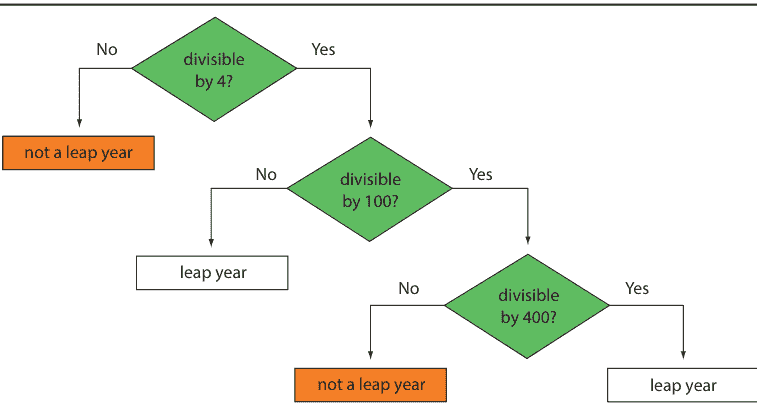 No
Yes
divisible
by 4?
not a leap year
No
Yes
divisible
by 100?
leap year
No
Yes
divisible
by 400?
not a leap year
leap year